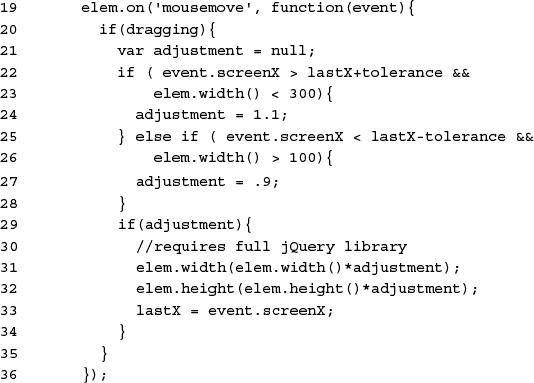 19 elem.on('mousemove', function(event){
20 if(dragging){
21 var adjustment = null;
22 if ( event.screenX > lastX+tolerance &&
23 elem.width() < 300){
24 adjustment = 1.1;
25 } else if ( event.screenX < lastX-tolerance &&
26 elem.width() > 100){
27 adjustment = .9;
28 }
29 if(adjustment){
30 //requires full jQuery library
31 elem.width(elem.width()*adjustment);
32 elem.height(elem.height()*adjustment);
33 lastX = event.screenX;
34 }
35 }
36 });